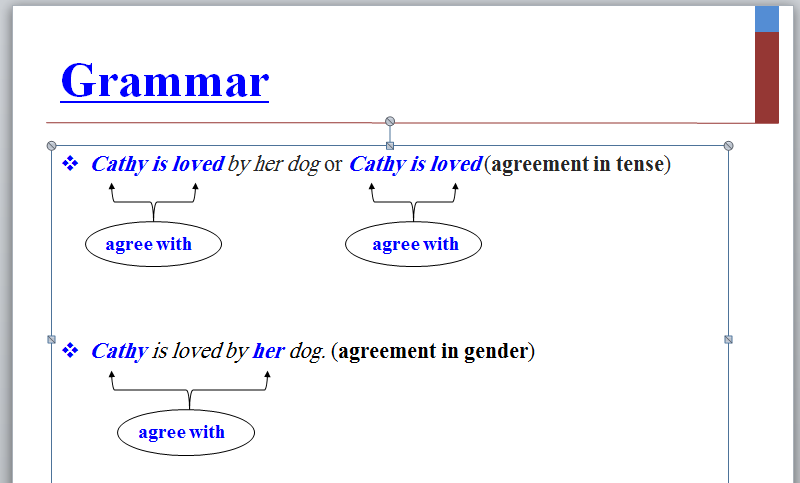 Grammar
❖ Cathy is loved by her dog or Cathy is loved (agreement in tense)
agree with agree with
❖ Cathy is loved by her dog. (agreement in gender)
agree with